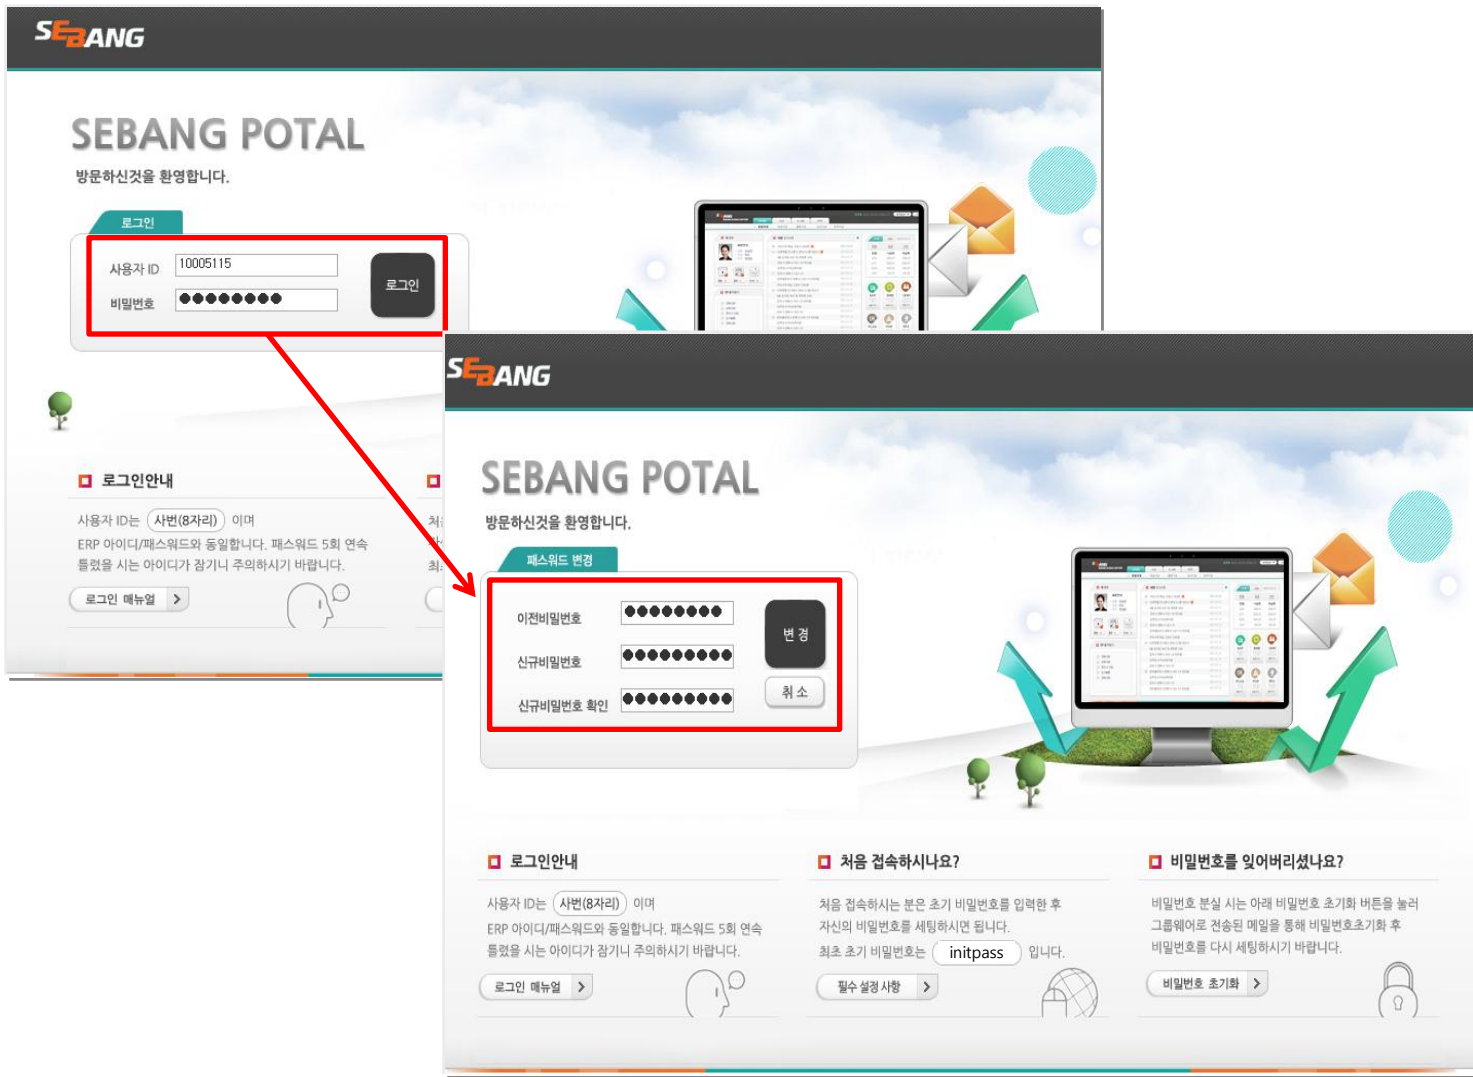 SEBANG
SEBANG POTAL
방문하신것을 환영합니다.
로그인
사용자 ID
10005115
비밀번호
로그인
로그인안내
사용자 ID는 사번(8자리) 이며
ERP 아이디/패스워드와 동일합니다. 패스워드 5회 연속
틀렸을 시는 아이디가 잠기니 주의하시기 바랍니다.
로그인 매뉴얼
SEBANG
SEBANG POTAL
방문하신것을 환영합니다.
패스워드 변경
이전비밀번호
신규비밀번호
신규비밀번호 확인
변 경
취 소
로그인안내
사용자 ID는 사번(8자리) 이며
ERP 아이디/패스워드와 동일합니다. 패스워드 5회 연속
틀렸을 시는 아이디가 잠기니 주의하시기 바랍니다.
로그인 매뉴얼
처음 접속하시나요?
처음 접속하시는 분은 초기 비밀번호를 입력한 후
자신의 비밀번호를 세팅하시면 됩니다.
최초 초기 비밀번호는 initpass 입니다.
필수 설정 사항
비밀번호를 잊어버리셨나요?
비밀번호 분실 시는 아래 비밀번호 초기화 버튼을 눌러
그룹웨어로 전송된 메일을 통해 비밀번호초기화 후
비밀번호를 다시 세팅하시기 바랍니다.
비밀번호 초기화